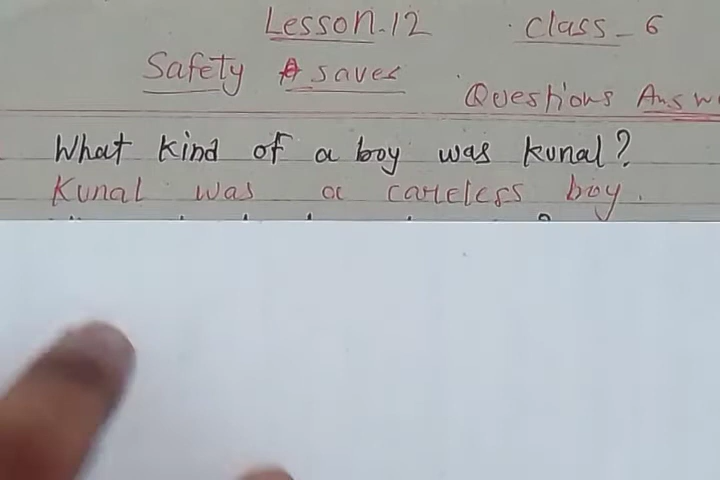 Lesson-12 Class-6
Safety saves
Questions
What kind of a boy was kunal?
Kunal was a careless boy.